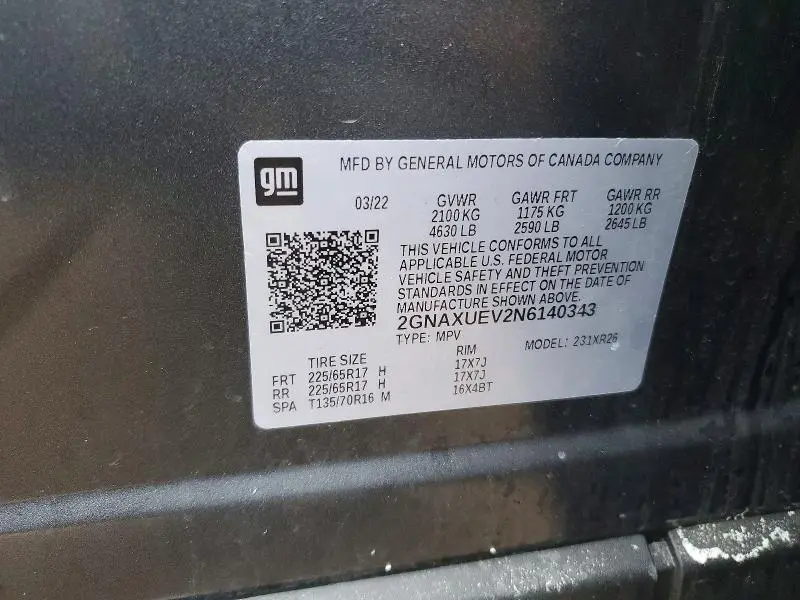 gm
MFD BY GENERAL MOTORS OF CANADA COMPANY
03/22 GVWR GAWR FRT GAWR RR
2100 KG 1175 KG 1200 KG
4630 LB 2590 LB 2645 LB
THIS VEHICLE CONFORMS TO ALL
APPLICABLE U.S. FEDERAL MOTOR
VEHICLE SAFETY AND THEFT PREVENTION
STANDARDS IN EFFECT ON THE DATE OF
MANUFACTURE SHOWN ABOVE.
2GNAXUEV2N6140343
TYPE: MPV MODEL: 231XR26
TIRE SIZE RIM
FRT 225/65R17 H 17X7J
RR 225/65R17 H 17X7J
SPA T135/70R16 M 16X4BT